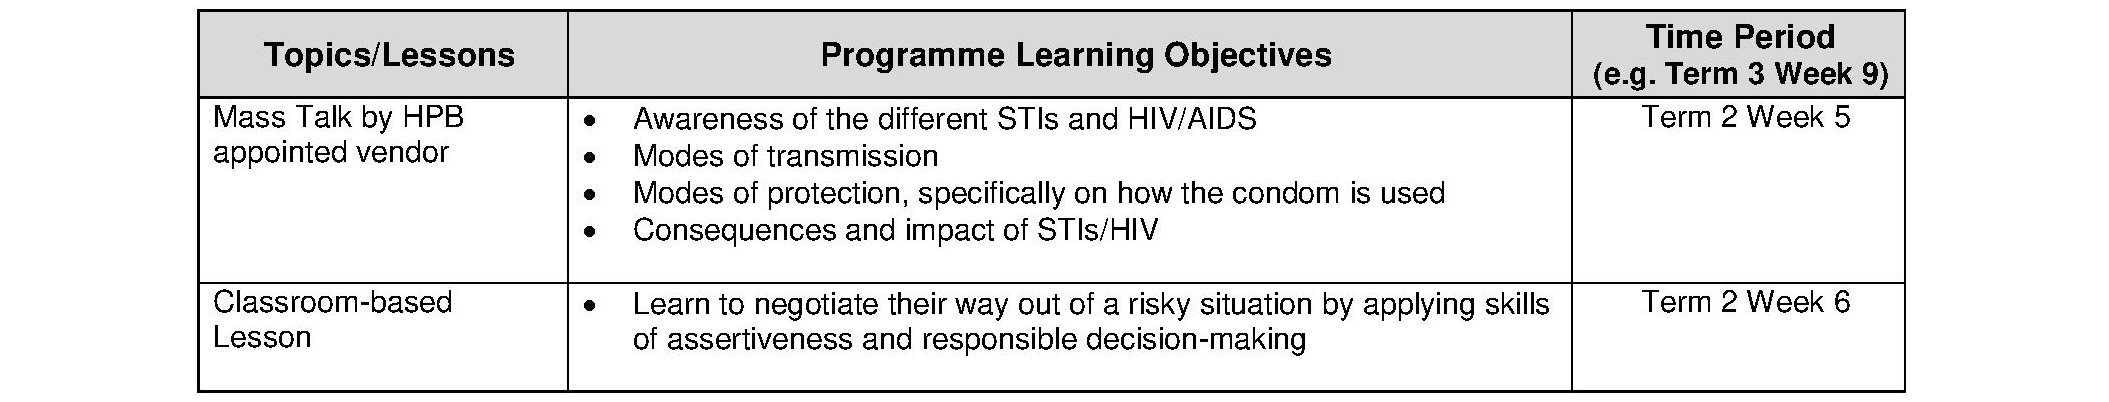 Topics/Lessons
Programme Learning Objectives
Time Period
(e.g. Term 3 Week 9)
Mass Talk by HPB
appointed vendor
• Awareness of the different STIs and HIV/AIDS
• Modes of transmission
• Modes of protection, specifically on how the condom is used
• Consequences and impact of STIs/HIV
Term 2 Week 5
Classroom-based
Lesson
• Learn to negotiate their way out of a risky situation by applying skills
of assertiveness and responsible decision-making
Term 2 Week 6